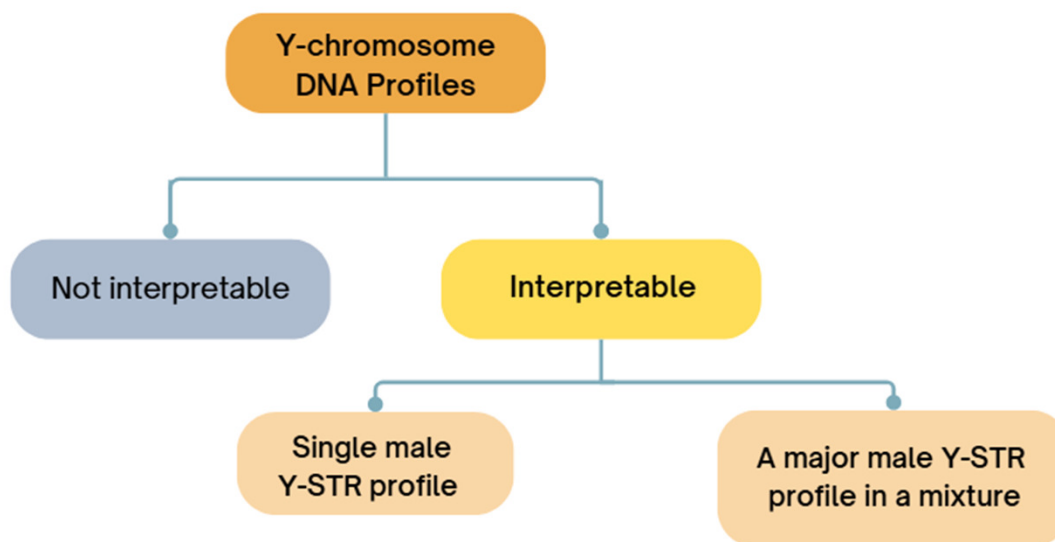 Y-chromosome
DNA Profiles
Not interpretable
Interpretable
Single male
Y-STR profile
A major male Y-STR
profile in a mixture